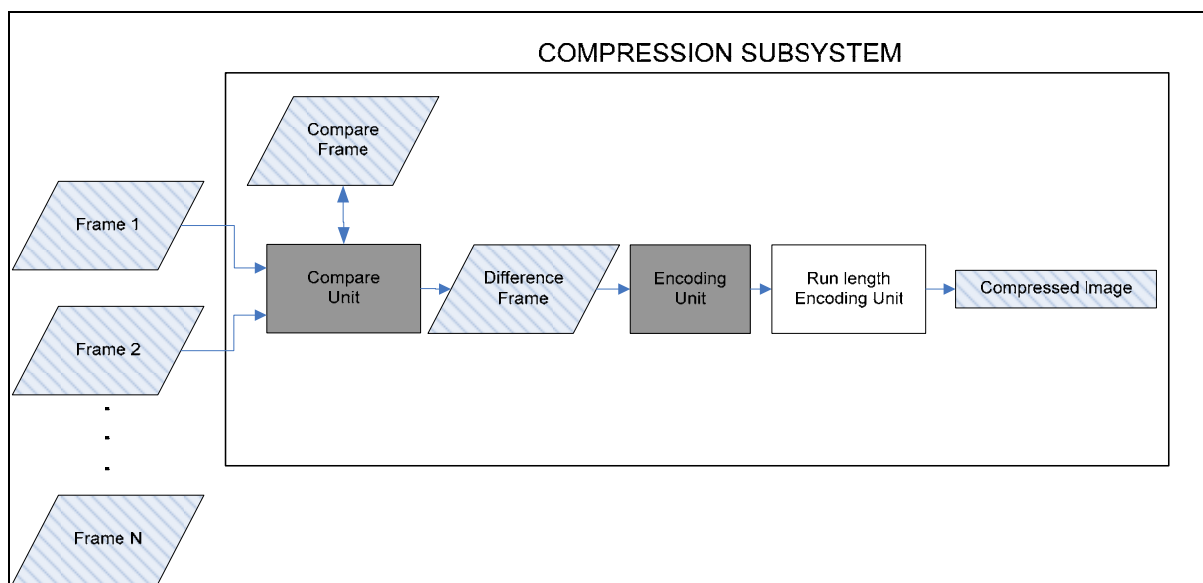 COMPRESSION SUBSYSTEM
Compare
Frame
Frame 1
Compare
Unit
Difference
Frame
Encoding
Unit
Run length
Encoding Unit
Compressed Image
Frame 2
Frame N